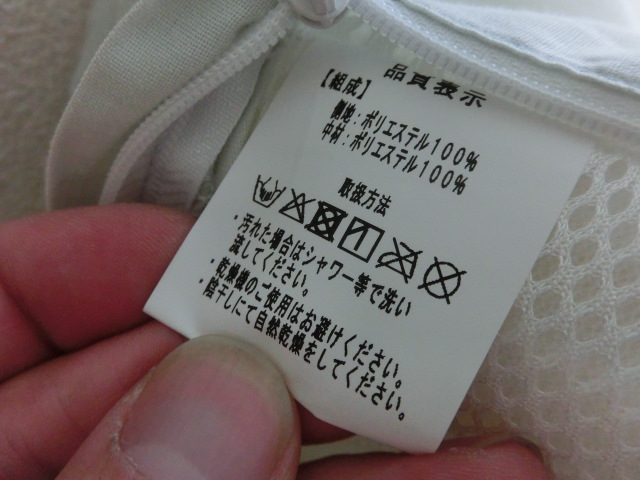 品質表示
【組成】
側地:ポリエステル100%
中材:ポリエステル100%
取扱方法
・汚れた場合はシャワー等で洗い
流してください。
・乾燥機のご使用はお避けください。
・陰干しにて自然乾燥をしてください。